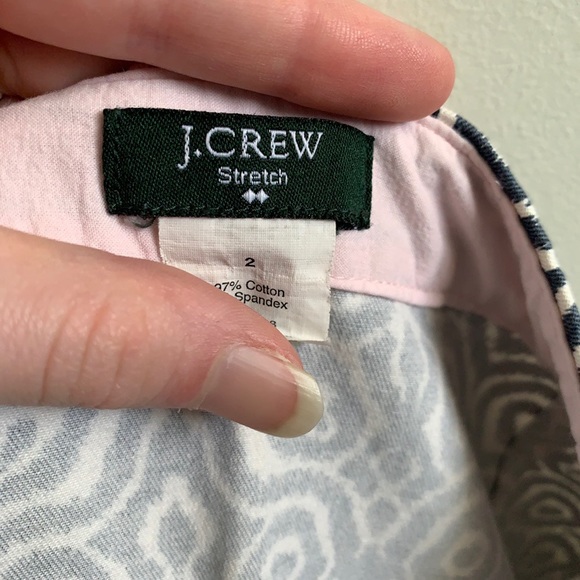 J.CREW
Stretch
2
97% Cotton
Spandex